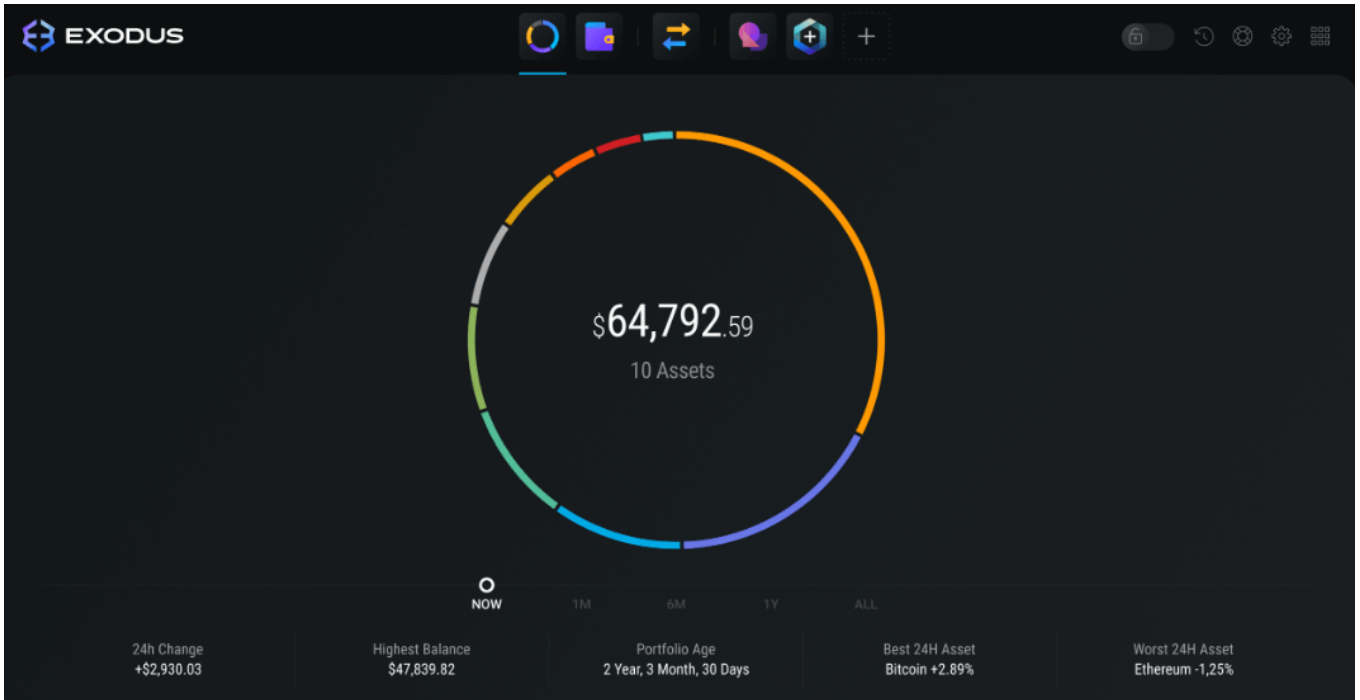 EXODUS
$64,792.59
10 Assets
NOW 1M 6M 1Y ALL
24h Change Highest Balance Portfolio Age Best 24H Asset Worst 24H Asset
+$2,930.03 $47,839.82 2 Year, 3 Month, 30 Days Bitcoin +2.89% Ethereum -1,25%